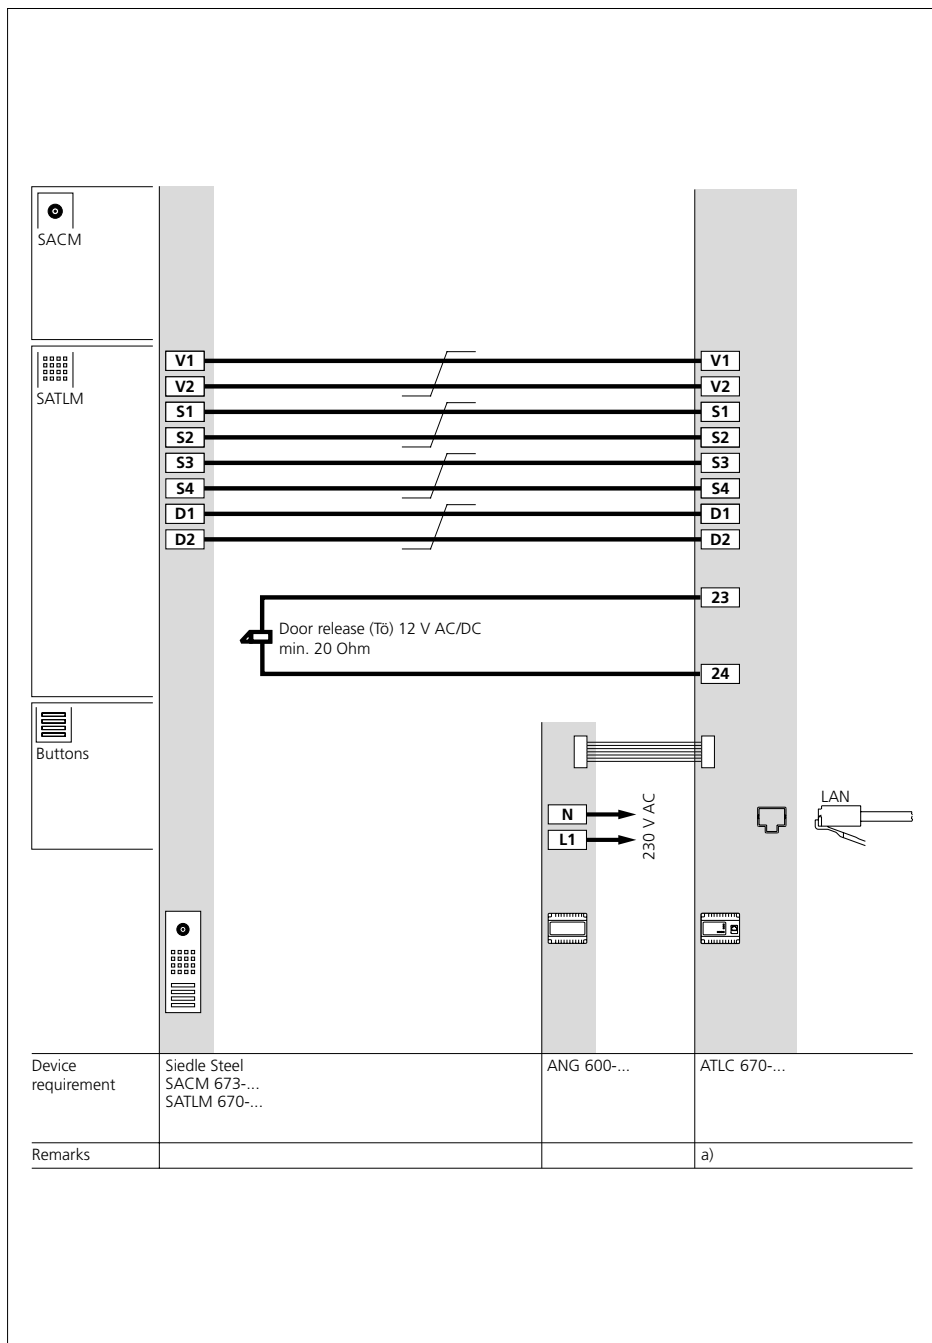 SACM
SATLM
V1 V1
V2 V2
S1 S1
S2 S2
S3 S3
S4 S4
D1 D1
D2 D2
23
Door release (Tö) 12 V AC/DC
min. 20 Ohm
24
Buttons
N
L1
230 V AC
LAN
Device
requirement
Siedle Steel
SACM 673-...
SATLM 670-...
ANG 600-...
ATLC 670-...
Remarks
a)